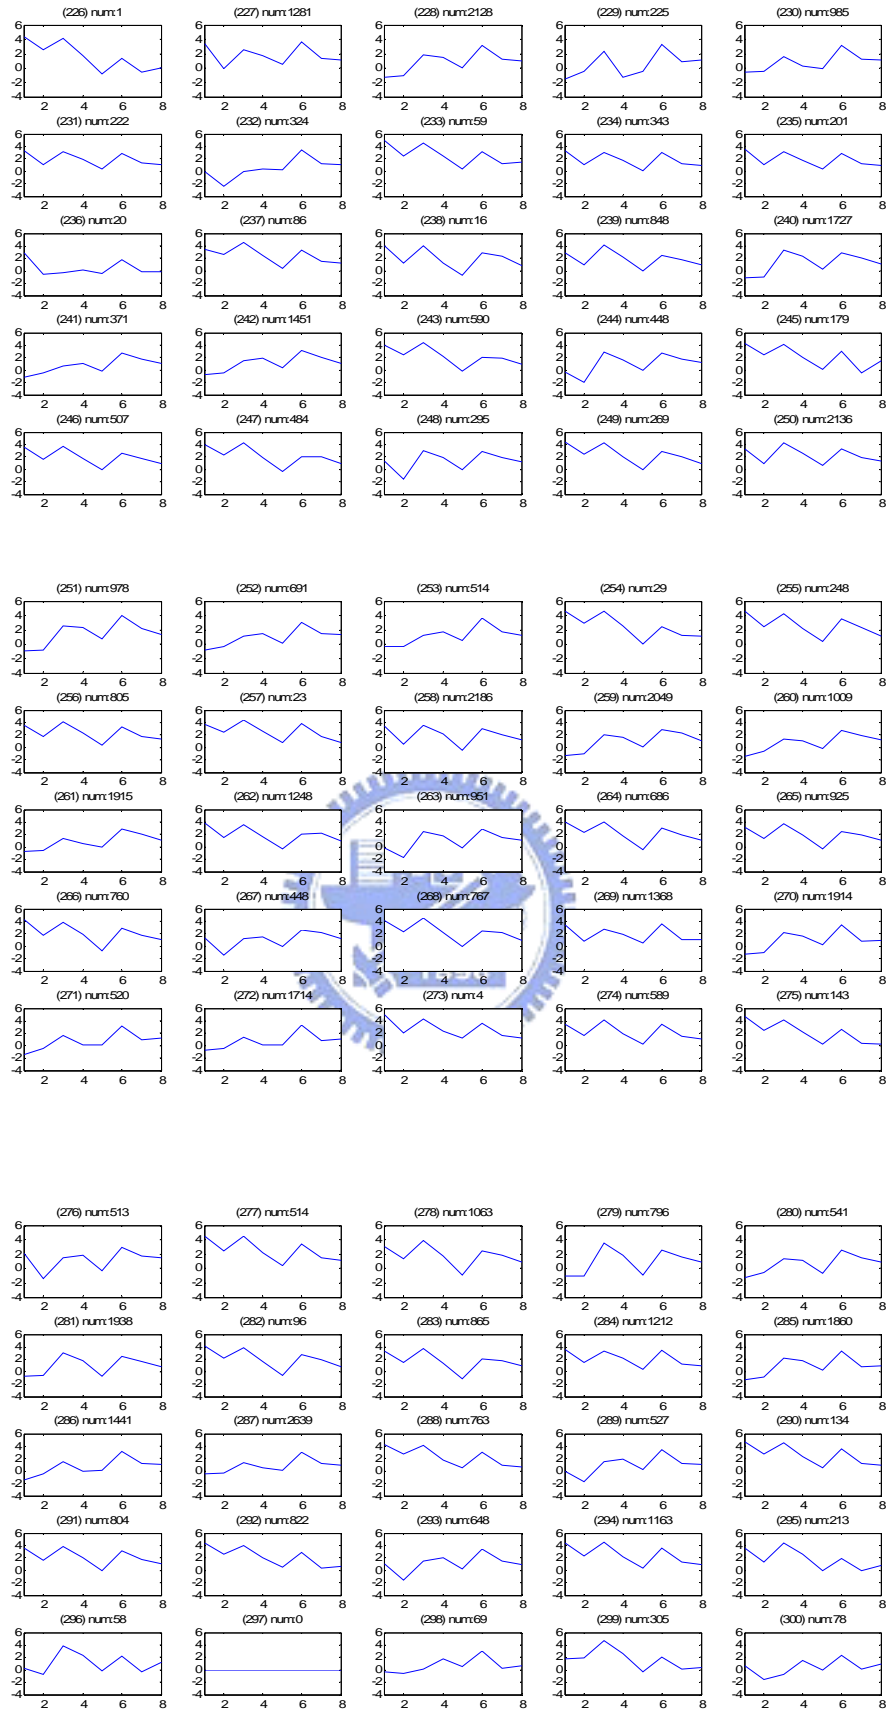 (226) num:1 (227) num:1281 (228) num:2128 (229) num:225 (230) num:985
(231) num:222 (232) num:324 (233) num:59 (234) num:343 (235) num:201
(236) num:20 (237) num:86 (238) num:16 (239) num:848 (240) num:1727
(241) num:371 (242) num:1451 (243) num:590 (244) num:448 (245) num:179
(246) num:507 (247) num:484 (248) num:295 (249) num:269 (250) num:2136
(251) num:978 (252) num:691 (253) num:514 (254) num:29 (255) num:248
(256) num:805 (257) num:23 (258) num:2186 (259) num:2049 (260) num:1009
(261) num:1915 (262) num:1248 (263) num:951 (264) num:686 (265) num:925
(266) num:760 (267) num:448 (268) num:767 (269) num:1368 (270) num:1914
(271) num:520 (272) num:1714 (273) num:4 (274) num:589 (275) num:143
(276) num:513 (277) num:514 (278) num:1063 (279) num:796 (280) num:541
(281) num:1938 (282) num:96 (283) num:865 (284) num:1212 (285) num:1860
(286) num:1441 (287) num:2639 (288) num:763 (289) num:527 (290) num:134
(291) num:804 (292) num:822 (293) num:648 (294) num:1163 (295) num:213
(296) num:58 (297) num:0 (298) num:69 (299) num:305 (300) num:78